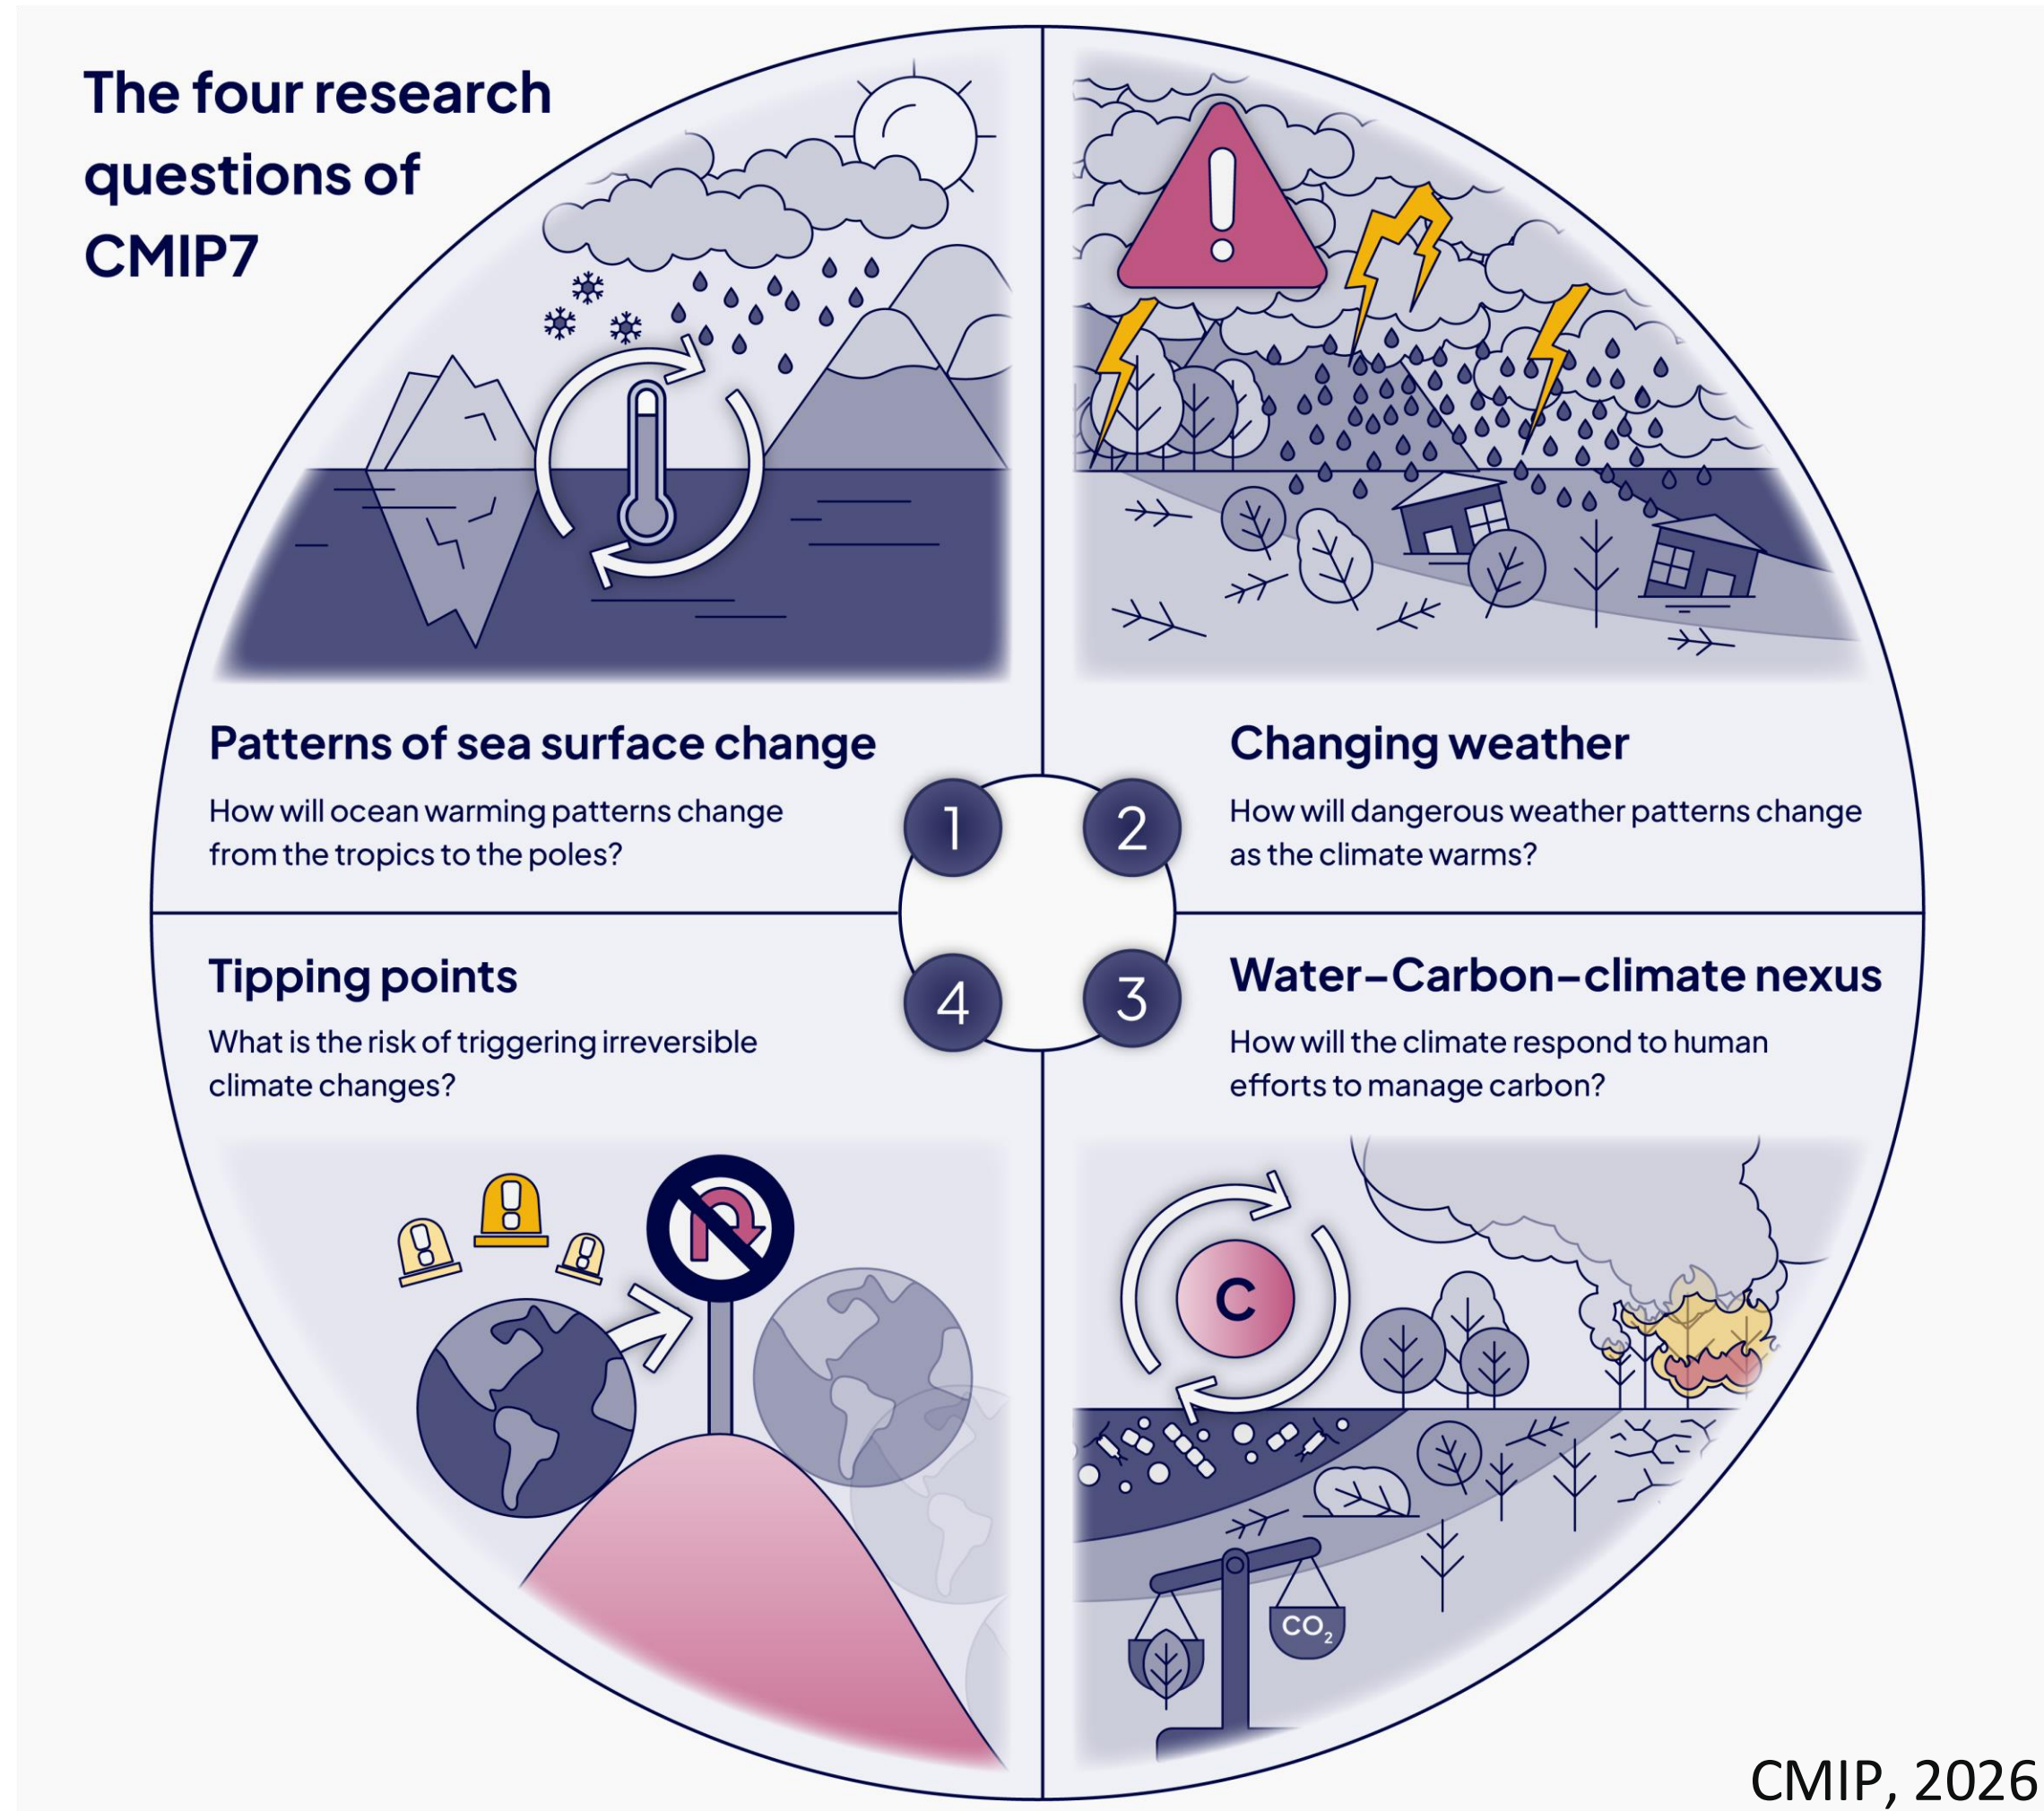 The four research
questions of
CMIP7
Patterns of sea surface change
How will ocean warming patterns change
from the tropics to the poles?
1
2
Changing weather
How will dangerous weather patterns change
as the climate warms?
Tipping points
What is the risk of triggering irreversible
climate changes?
4
3
Water–Carbon–climate nexus
How will the climate respond to human
efforts to manage carbon?
C
CO₂
CMIP, 2026